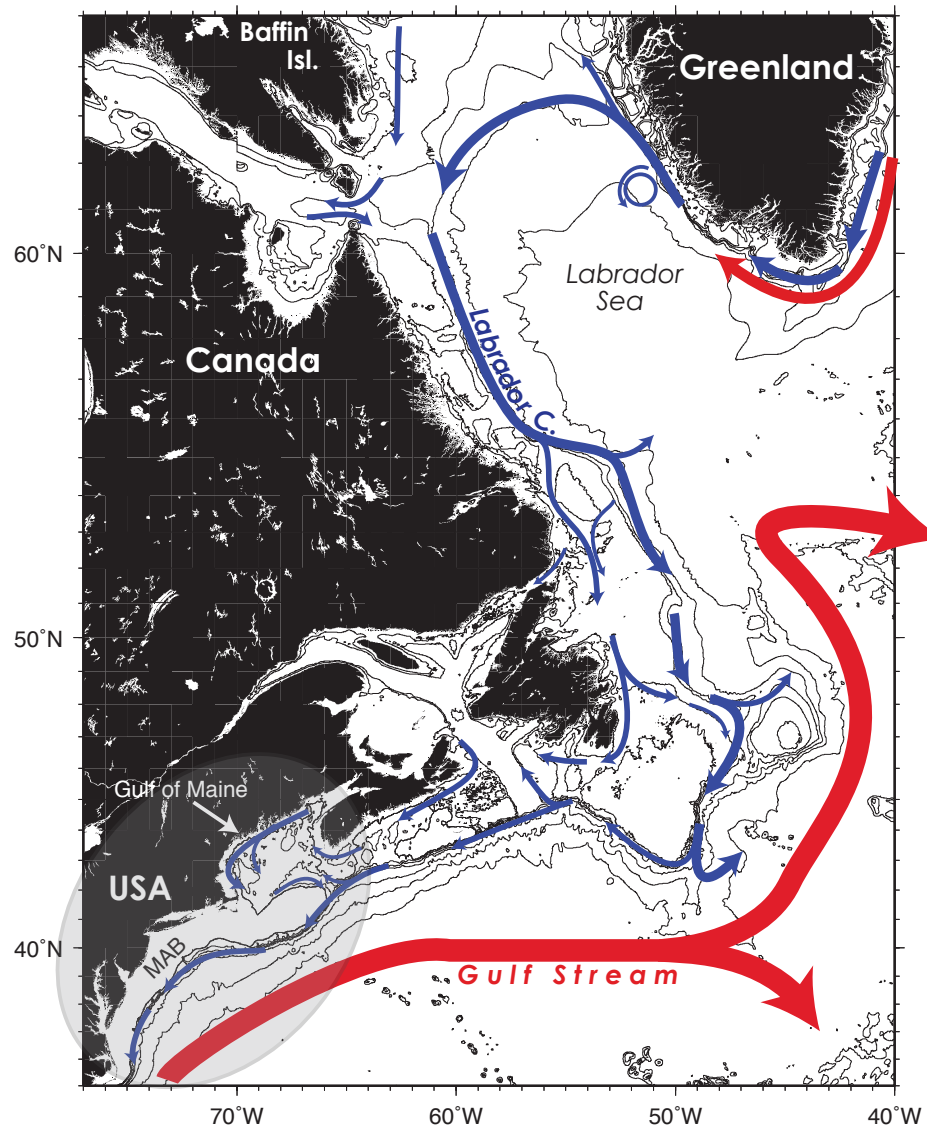 Baffin
Isl.
Greenland
60˚N
Labrador
Sea
Labrador C.
Canada
50˚N
Gulf of Maine
USA
40˚N
MAB
Gulf Stream
70˚W
60˚W
50˚W
40˚W